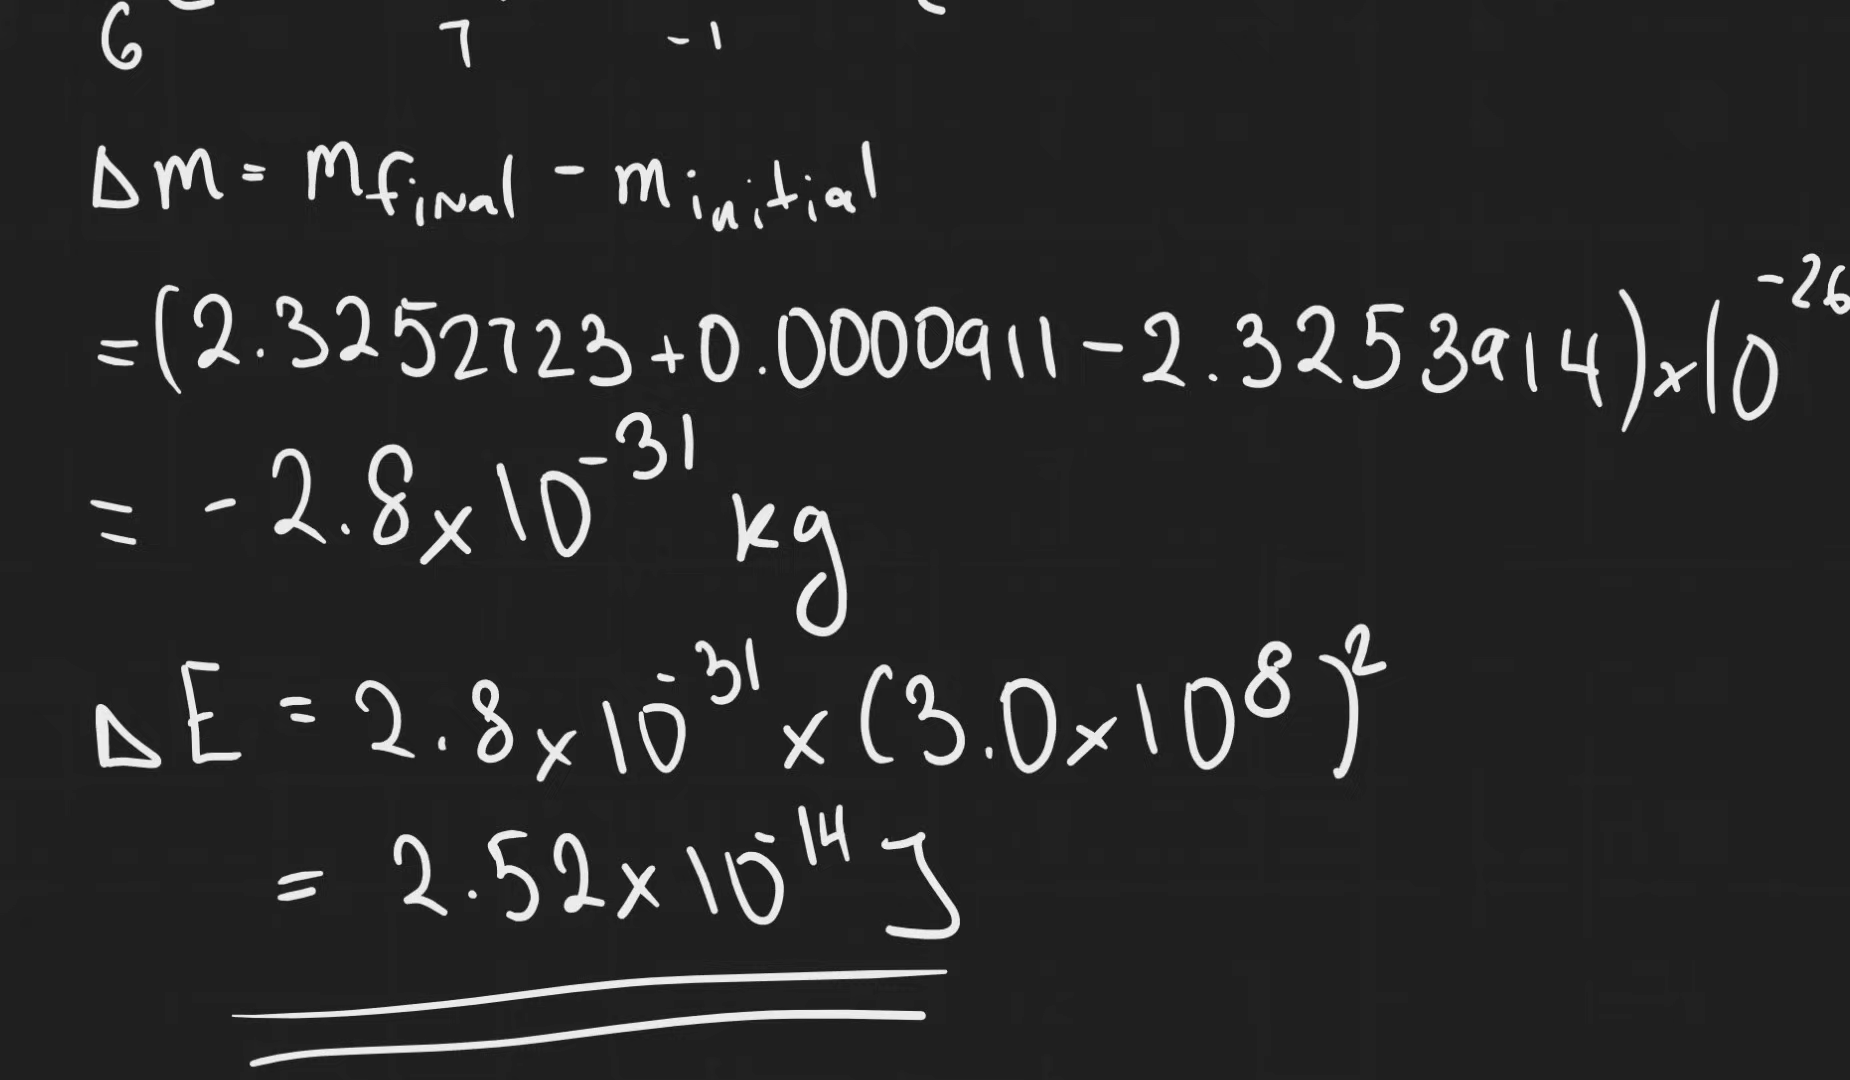 6 7 -1
Δm = m_final - m_initial
=(2.3252723+0.0000911-2.3253914)×10^-26
= -2.8×10^-31 kg
ΔE = 2.8×10^-31 × (3.0×10^8)^2
= 2.52×10^-14 J